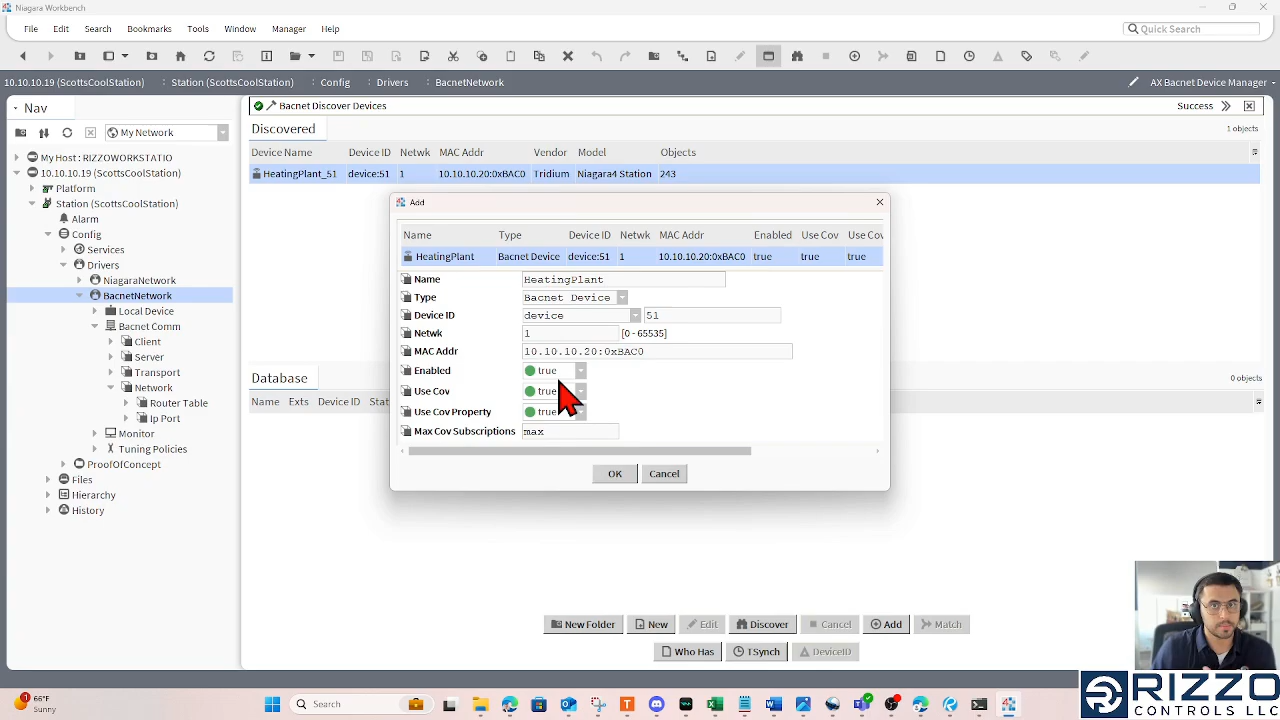 Niagara Workbench
File Edit Search Bookmarks Tools Window Manager Help
Quick Search
10.10.10.19 (ScottsCoolStation) : Station (ScottsCoolStation) : Config : Drivers : BacnetNetwork
AX Bacnet Device Manager
Nav
My Network
My Host : RIZZOWORKSTATIO
10.10.10.19 (ScottsCoolStation)
Platform
Station (ScottsCoolStation)
Alarm
Config
Services
Drivers
NiagaraNetwork
BacnetNetwork
Local Device
Bacnet Comm
Client
Server
Transport
Network
Router Table
Ip Port
Monitor
Tuning Policies
ProofOfConcept
Files
Hierarchy
History
Bacnet Discover Devices
Success
Discovered
1 objects
Device Name Device ID Netwk MAC Addr Vendor Model Objects
HeatingPlant_51 device:51 1 10.10.10.20:0xBAC0 Tridium Niagara4 Station 243
Add
Name Type Device ID Netwk MAC Addr Enabled Use Cov Use Cov
HeatingPlant Bacnet Device device:51 1 10.10.10.20:0xBAC0 true true true
Name HeatingPlant
Type Bacnet Device
Device ID device 51
Netwk 1 [0 - 65535]
MAC Addr 10.10.10.20:0xBAC0
Enabled true
Use Cov true
Use Cov Property true
Max Cov Subscriptions max
OK Cancel
Database
0 objects
Name Exts Device ID Stat
New Folder New Edit Discover Cancel Add Match
Who Has TSynch DeviceID
66°F
Sunny
Search
RIZZO
CONTROLS LLC